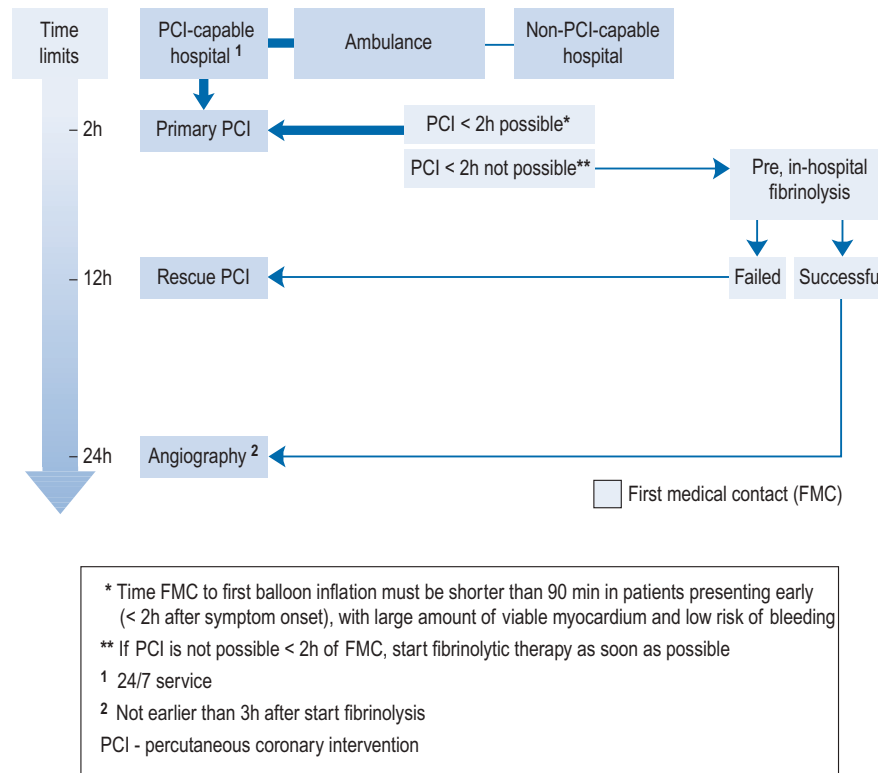 Time
limits
PCI-capable
hospital 1
Ambulance
Non-PCI-capable
hospital
2h
Primary PCI
PCI < 2h possible*
PCI < 2h not possible**
Pre, in-hospital
fibrinolysis
12h
Rescue PCI
Failed
Successfu
24h
Angiography 2
First medical contact (FMC)
* Time FMC to first balloon inflation must be shorter than 90 min in patients presenting early
(< 2h after symptom onset), with large amount of viable myocardium and low risk of bleeding
** If PCI is not possible < 2h of FMC, start fibrinolytic therapy as soon as possible
1 24/7 service
2 Not earlier than 3h after start fibrinolysis
PCI - percutaneous coronary intervention